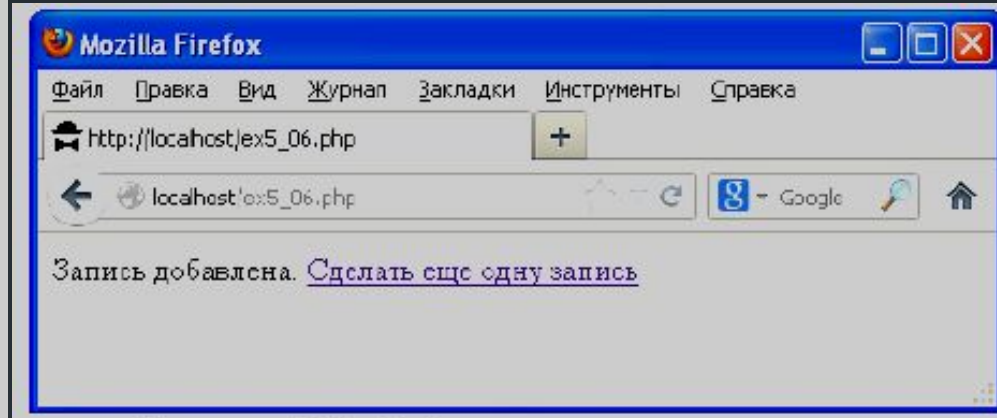 Mozilla Firefox
Файл Правка Вид Журнал Закладки Инструменты Справка
http://localhost/ex5_06.php +
localhost/ex5_06.php Google
Запись добавлена. Сделать еще одну запись